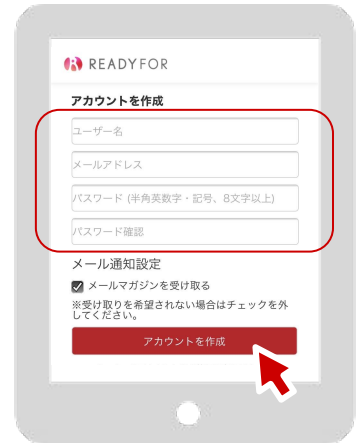 READYFOR
アカウントを作成
ユーザー名
メールアドレス
パスワード (半角英数字・記号、8文字以上)
パスワード確認
メール通知設定
メールマガジンを受け取る
※受け取りを希望されない場合はチェックを外
してください。
アカウントを作成